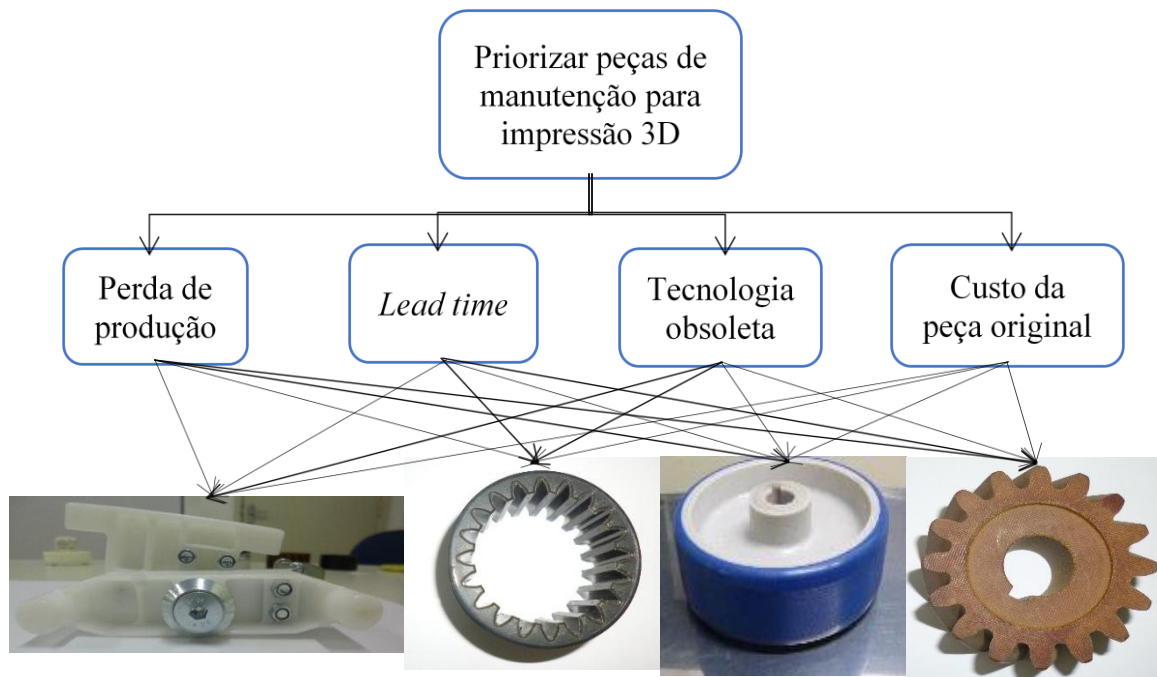 Priorizar peças de
manutenção para
impressão 3D
Perda de
produção
Lead time
Tecnologia
obsoleta
Custo da
peça original